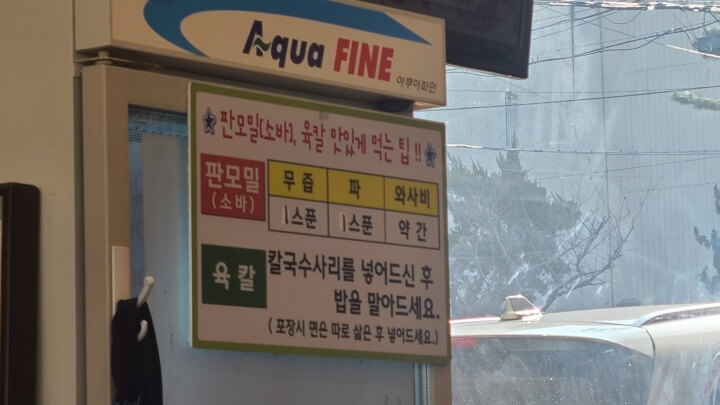 Aqua FINE
아쿠아파인
판모밀(소바), 육칼 맛있게 먹는 팁 !!
판모밀 (소바)
무즙 파 와사비
1스푼 1스푼 약간
육칼
칼국수사리를 넣어드신 후
밥을 말아드세요.
( 포장시 면은 따로 삶은 후 넣어드세요.)